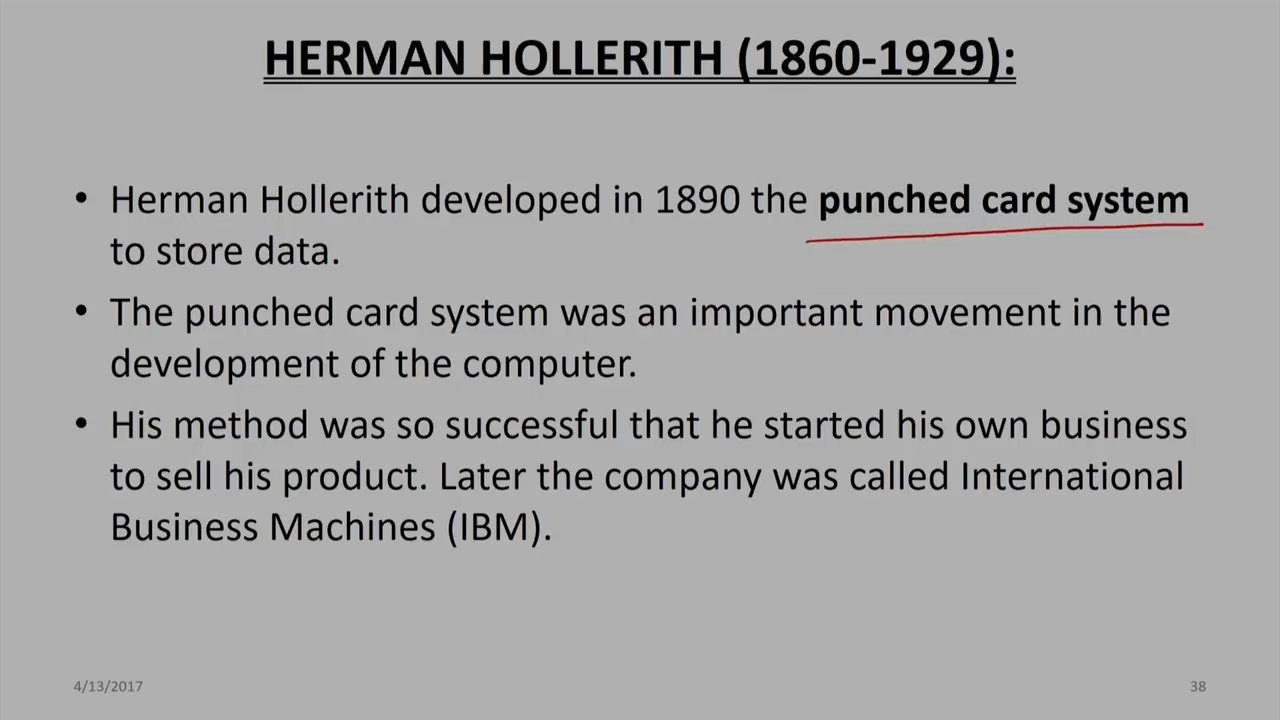 HERMAN HOLLERITH (1860-1929):
• Herman Hollerith developed in 1890 the punched card system
to store data.
• The punched card system was an important movement in the
development of the computer.
• His method was so successful that he started his own business
to sell his product. Later the company was called International
Business Machines (IBM).
4/13/2017
38